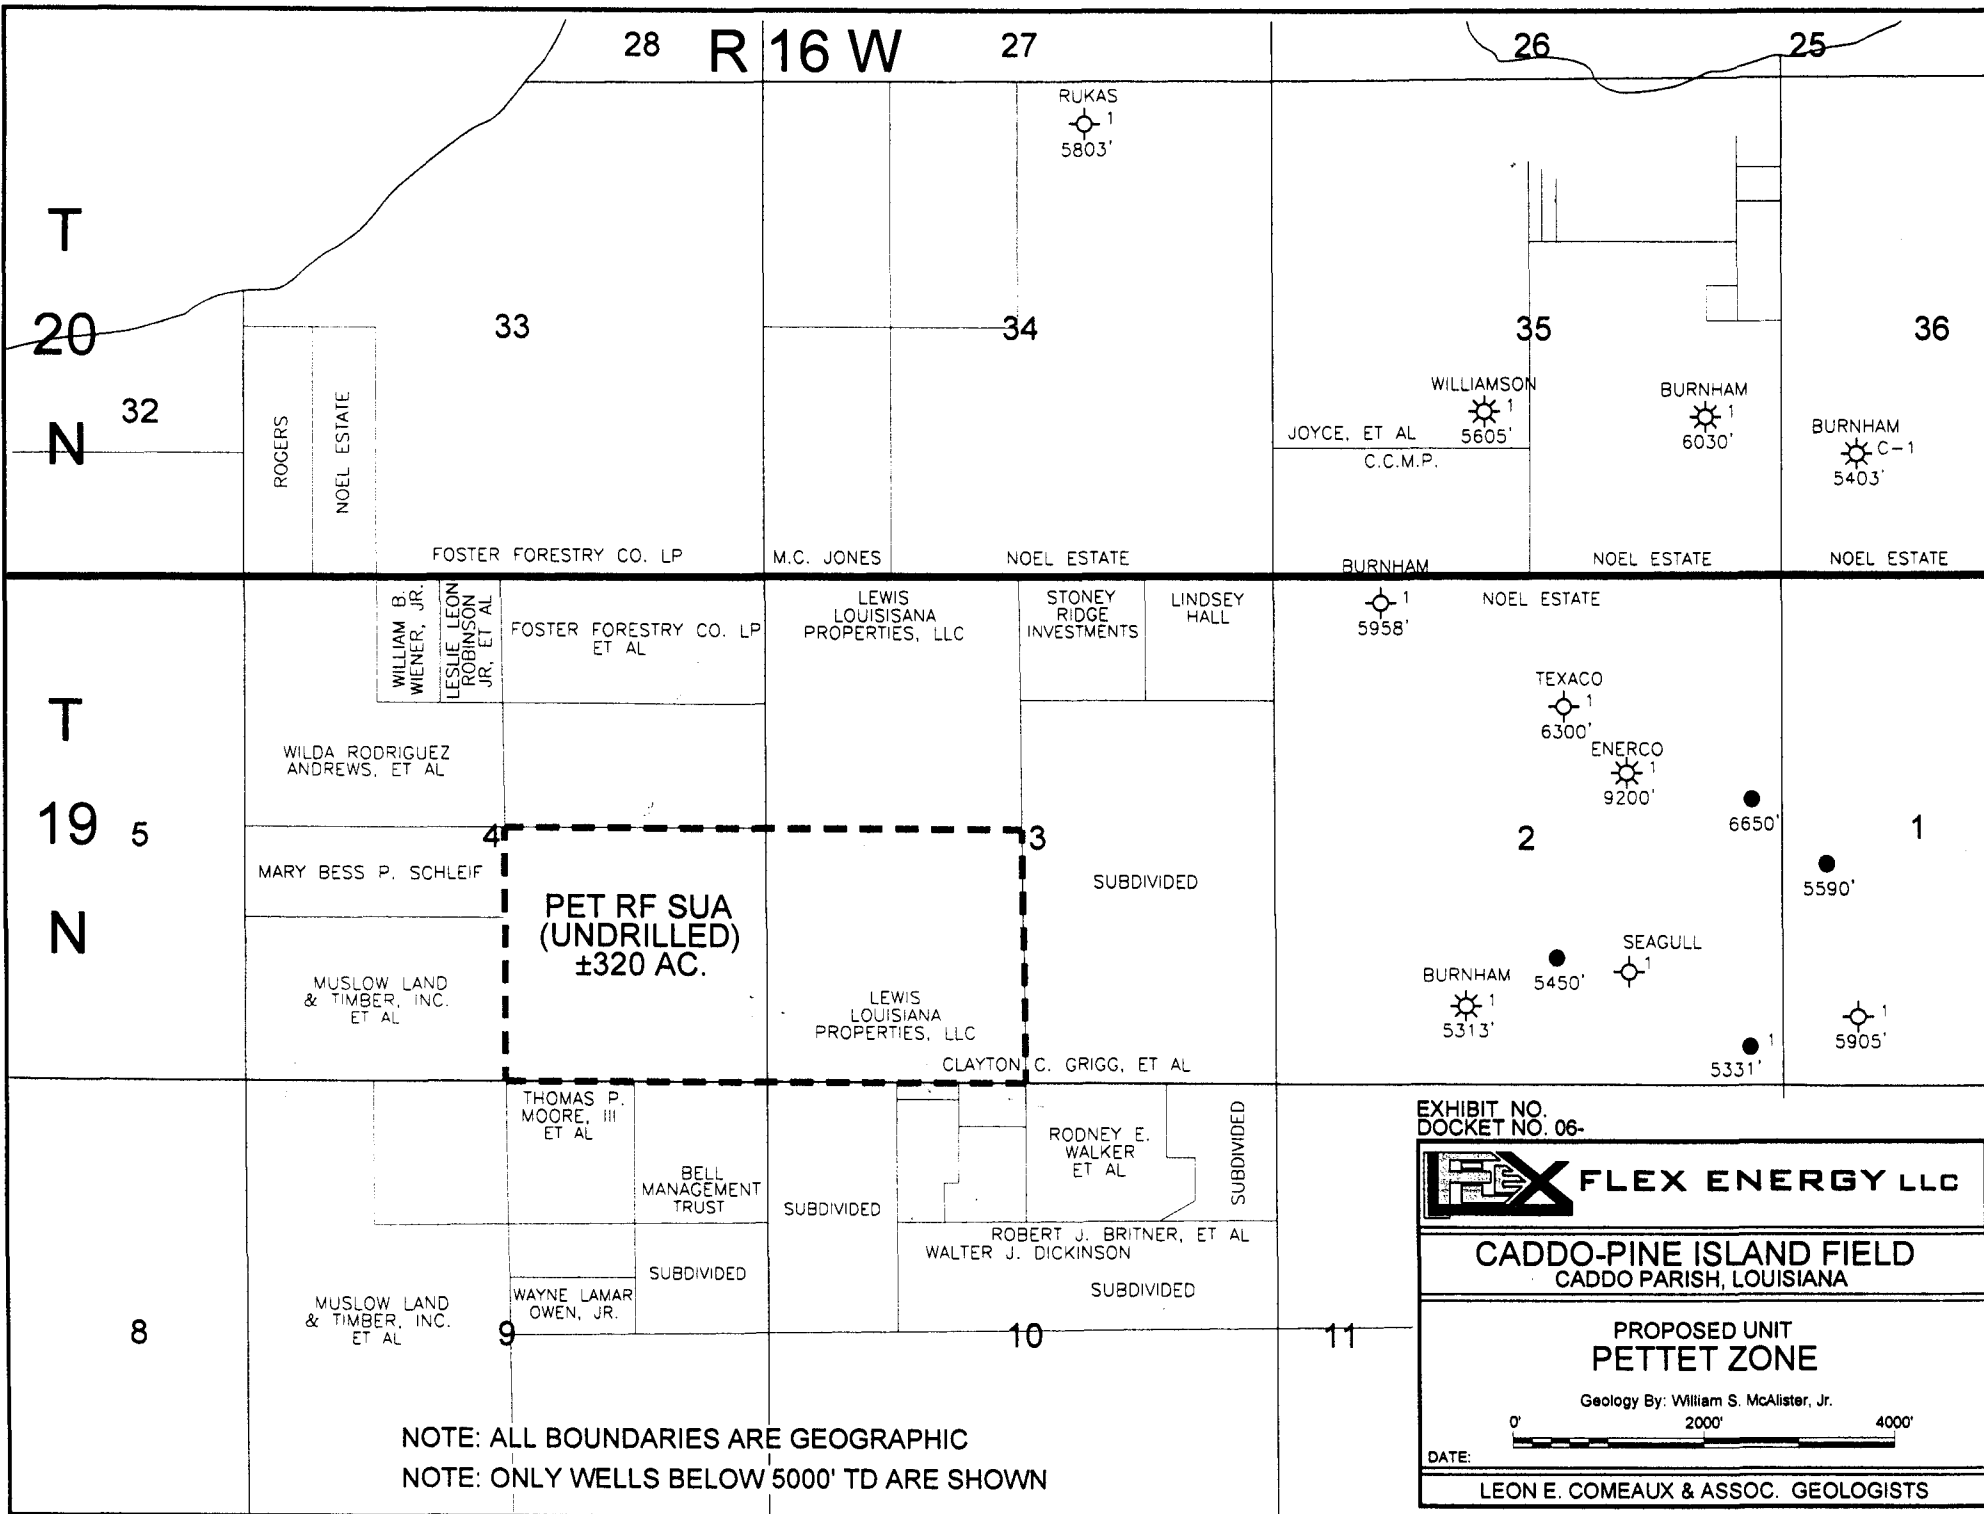 28
R 16 W
27
26
25
RUKAS
1
5803'
T
20
N
33
34
35
36
32
ROGERS
NOEL ESTATE
WILLIAMSON
1
5605'
BURNHAM
1
6030'
BURNHAM
C-1
5403'
JOYCE, ET AL
C.C.M.P.
FOSTER FORESTRY CO. LP
M.C. JONES
NOEL ESTATE
BURNHAM
1
5958'
NOEL ESTATE
NOEL ESTATE
WILLIAM B.
WIENER, JR.
LESLIE LEON
ROBINSON
JR, ET AL
FOSTER FORESTRY CO. LP
ET AL
LEWIS
LOUISISANA
PROPERTIES, LLC
STONEY
RIDGE
INVESTMENTS
LINDSEY
HALL
NOEL ESTATE
TEXACO
1
6300'
ENERCO
1
9200'
T
19
N
WILDA RODRIGUEZ
ANDREWS, ET AL
5
4
3
2
1
6650'
5590'
MARY BESS P. SCHLEIF
SUBDIVIDED
PET RF SUA
(UNDRILLED)
±320 AC.
MUSLOW LAND
& TIMBER, INC.
ET AL
LEWIS
LOUISIANA
PROPERTIES, LLC
CLAYTON C. GRIGG, ET AL
BURNHAM
1
5313'
5450'
SEAGULL
1
1
5331'
1
5905'
THOMAS P.
MOORE, III
ET AL
BELL
MANAGEMENT
TRUST
SUBDIVIDED
RODNEY E.
WALKER
ET AL
SUBDIVIDED
ROBERT J. BRITNER, ET AL
WALTER J. DICKINSON
SUBDIVIDED
SUBDIVIDED
WAYNE LAMAR
OWEN, JR.
MUSLOW LAND
& TIMBER, INC.
ET AL
8
9
10
11
NOTE: ALL BOUNDARIES ARE GEOGRAPHIC
NOTE: ONLY WELLS BELOW 5000' TD ARE SHOWN
EXHIBIT NO.
DOCKET NO. 06-
FLEX FLEX ENERGY LLC
CADDO-PINE ISLAND FIELD
CADDO PARISH, LOUISIANA
PROPOSED UNIT
PETTET ZONE
Geology By: William S. McAlister, Jr.
0' 2000' 4000'
DATE:
LEON E. COMEAUX & ASSOC. GEOLOGISTS